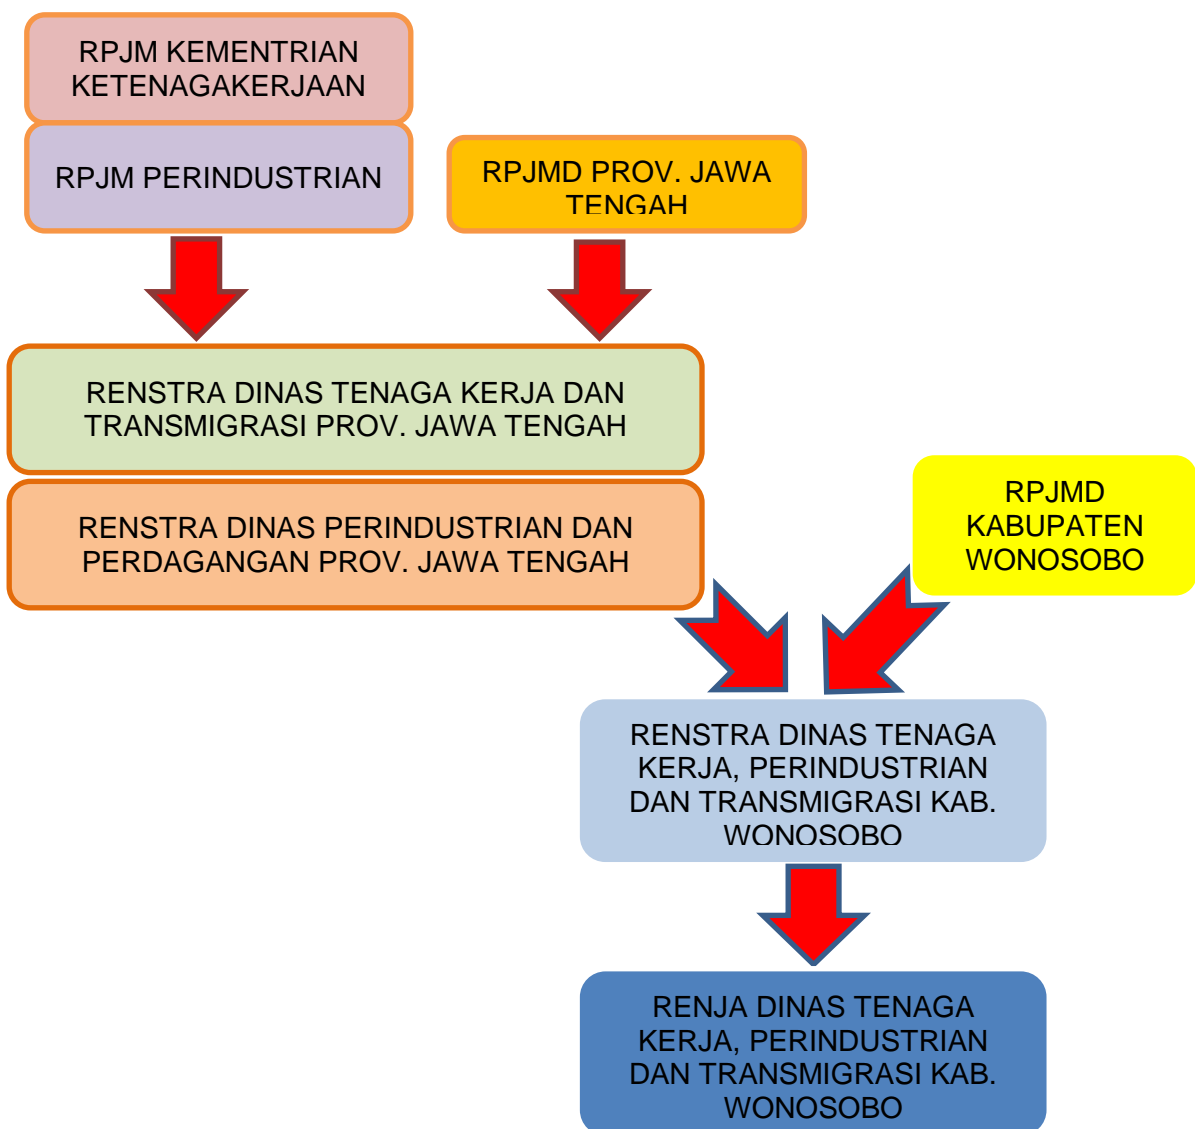 RPJM KEMENTRIAN
KETENAGAKERJAAN
RPJM PERINDUSTRIAN
RPJMD PROV. JAWA
TENGAH
RENSTRA DINAS TENAGA KERJA DAN
TRANSMIGRASI PROV. JAWA TENGAH
RENSTRA DINAS PERINDUSTRIAN DAN
PERDAGANGAN PROV. JAWA TENGAH
RPJMD
KABUPATEN
WONOSOBO
RENSTRA DINAS TENAGA
KERJA, PERINDUSTRIAN
DAN TRANSMIGRASI KAB.
WONOSOBO
RENJA DINAS TENAGA
KERJA, PERINDUSTRIAN
DAN TRANSMIGRASI KAB.
WONOSOBO